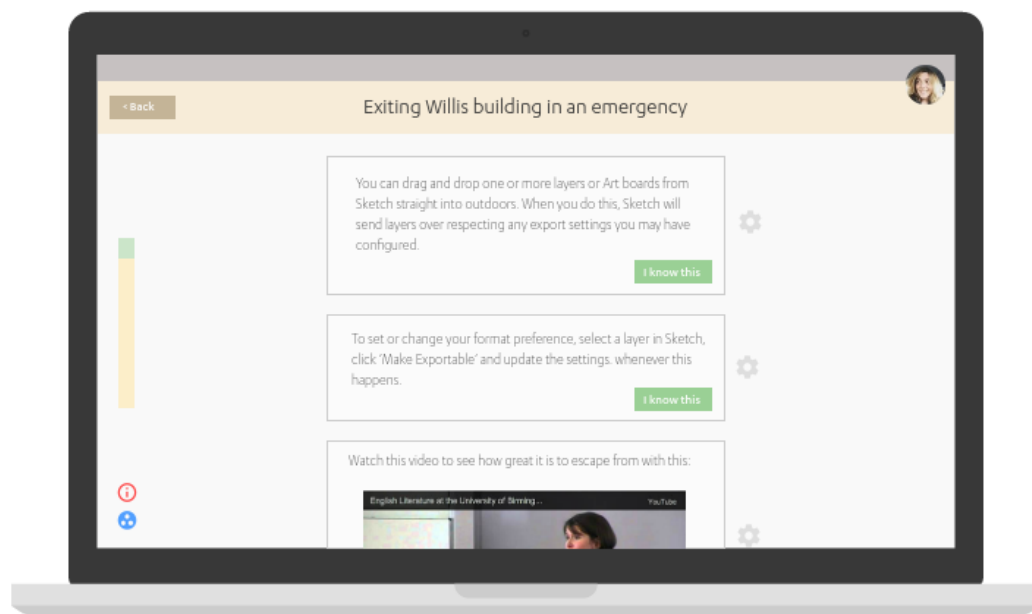 ‹ Back
Exiting Willis building in an emergency
You can drag and drop one or more layers or Art boards from
Sketch straight into outdoors. When you do this, Sketch will
send layers over respecting any export settings you may have
configured.
I know this
To set or change your format preference, select a layer in Sketch,
click ‘Make Exportable’ and update the settings. whenever this
happens.
I know this
Watch this video to see how great it is to escape from with this:
English Literature at the University of Birming...
YouTube